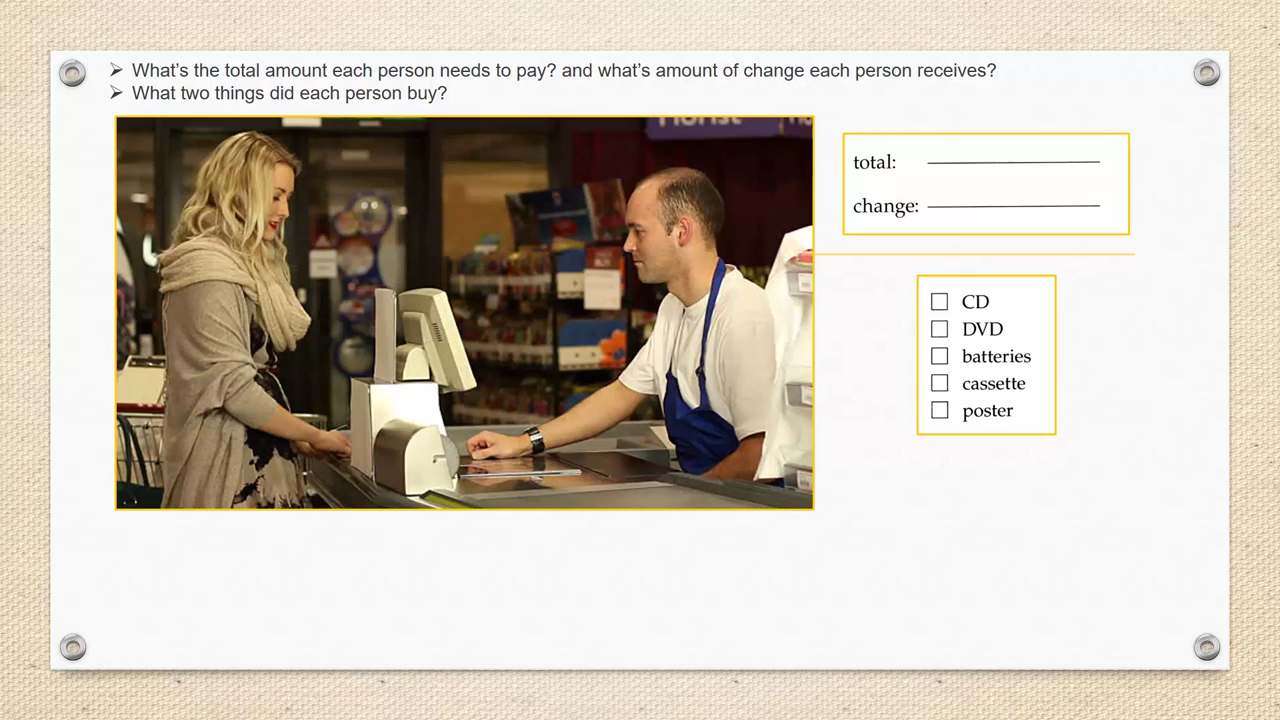 What's the total amount each person needs to pay? and what's amount of change each person receives?
What two things did each person buy?
Florist
total:
change:
CD
DVD
batteries
cassette
poster